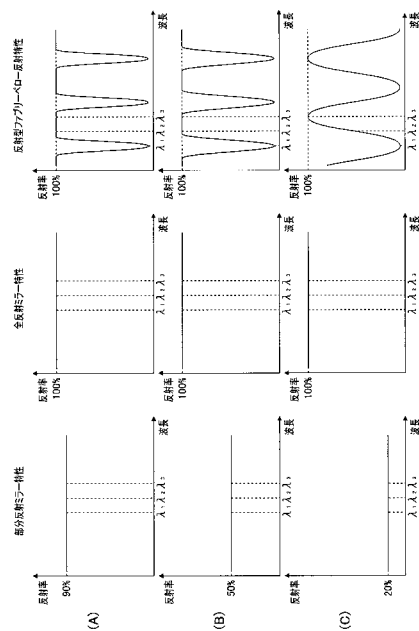 部分反射ミラー特性
全反射ミラー特性
反射型ファブリーペロー反射特性
(A)
反射率
90%
λ₁ λ₂ λ₃
波長
反射率
100%
λ₁ λ₂ λ₃
波長
反射率
100%
λ₁ λ₂ λ₃
波長
(B)
反射率
50%
λ₁ λ₂ λ₃
波長
反射率
100%
λ₁ λ₂ λ₃
波長
反射率
100%
λ₁ λ₂ λ₃
波長
(C)
反射率
20%
λ₁ λ₂ λ₃
波長
反射率
100%
λ₁ λ₂ λ₃
波長
反射率
100%
λ₁ λ₂ λ₃
波長